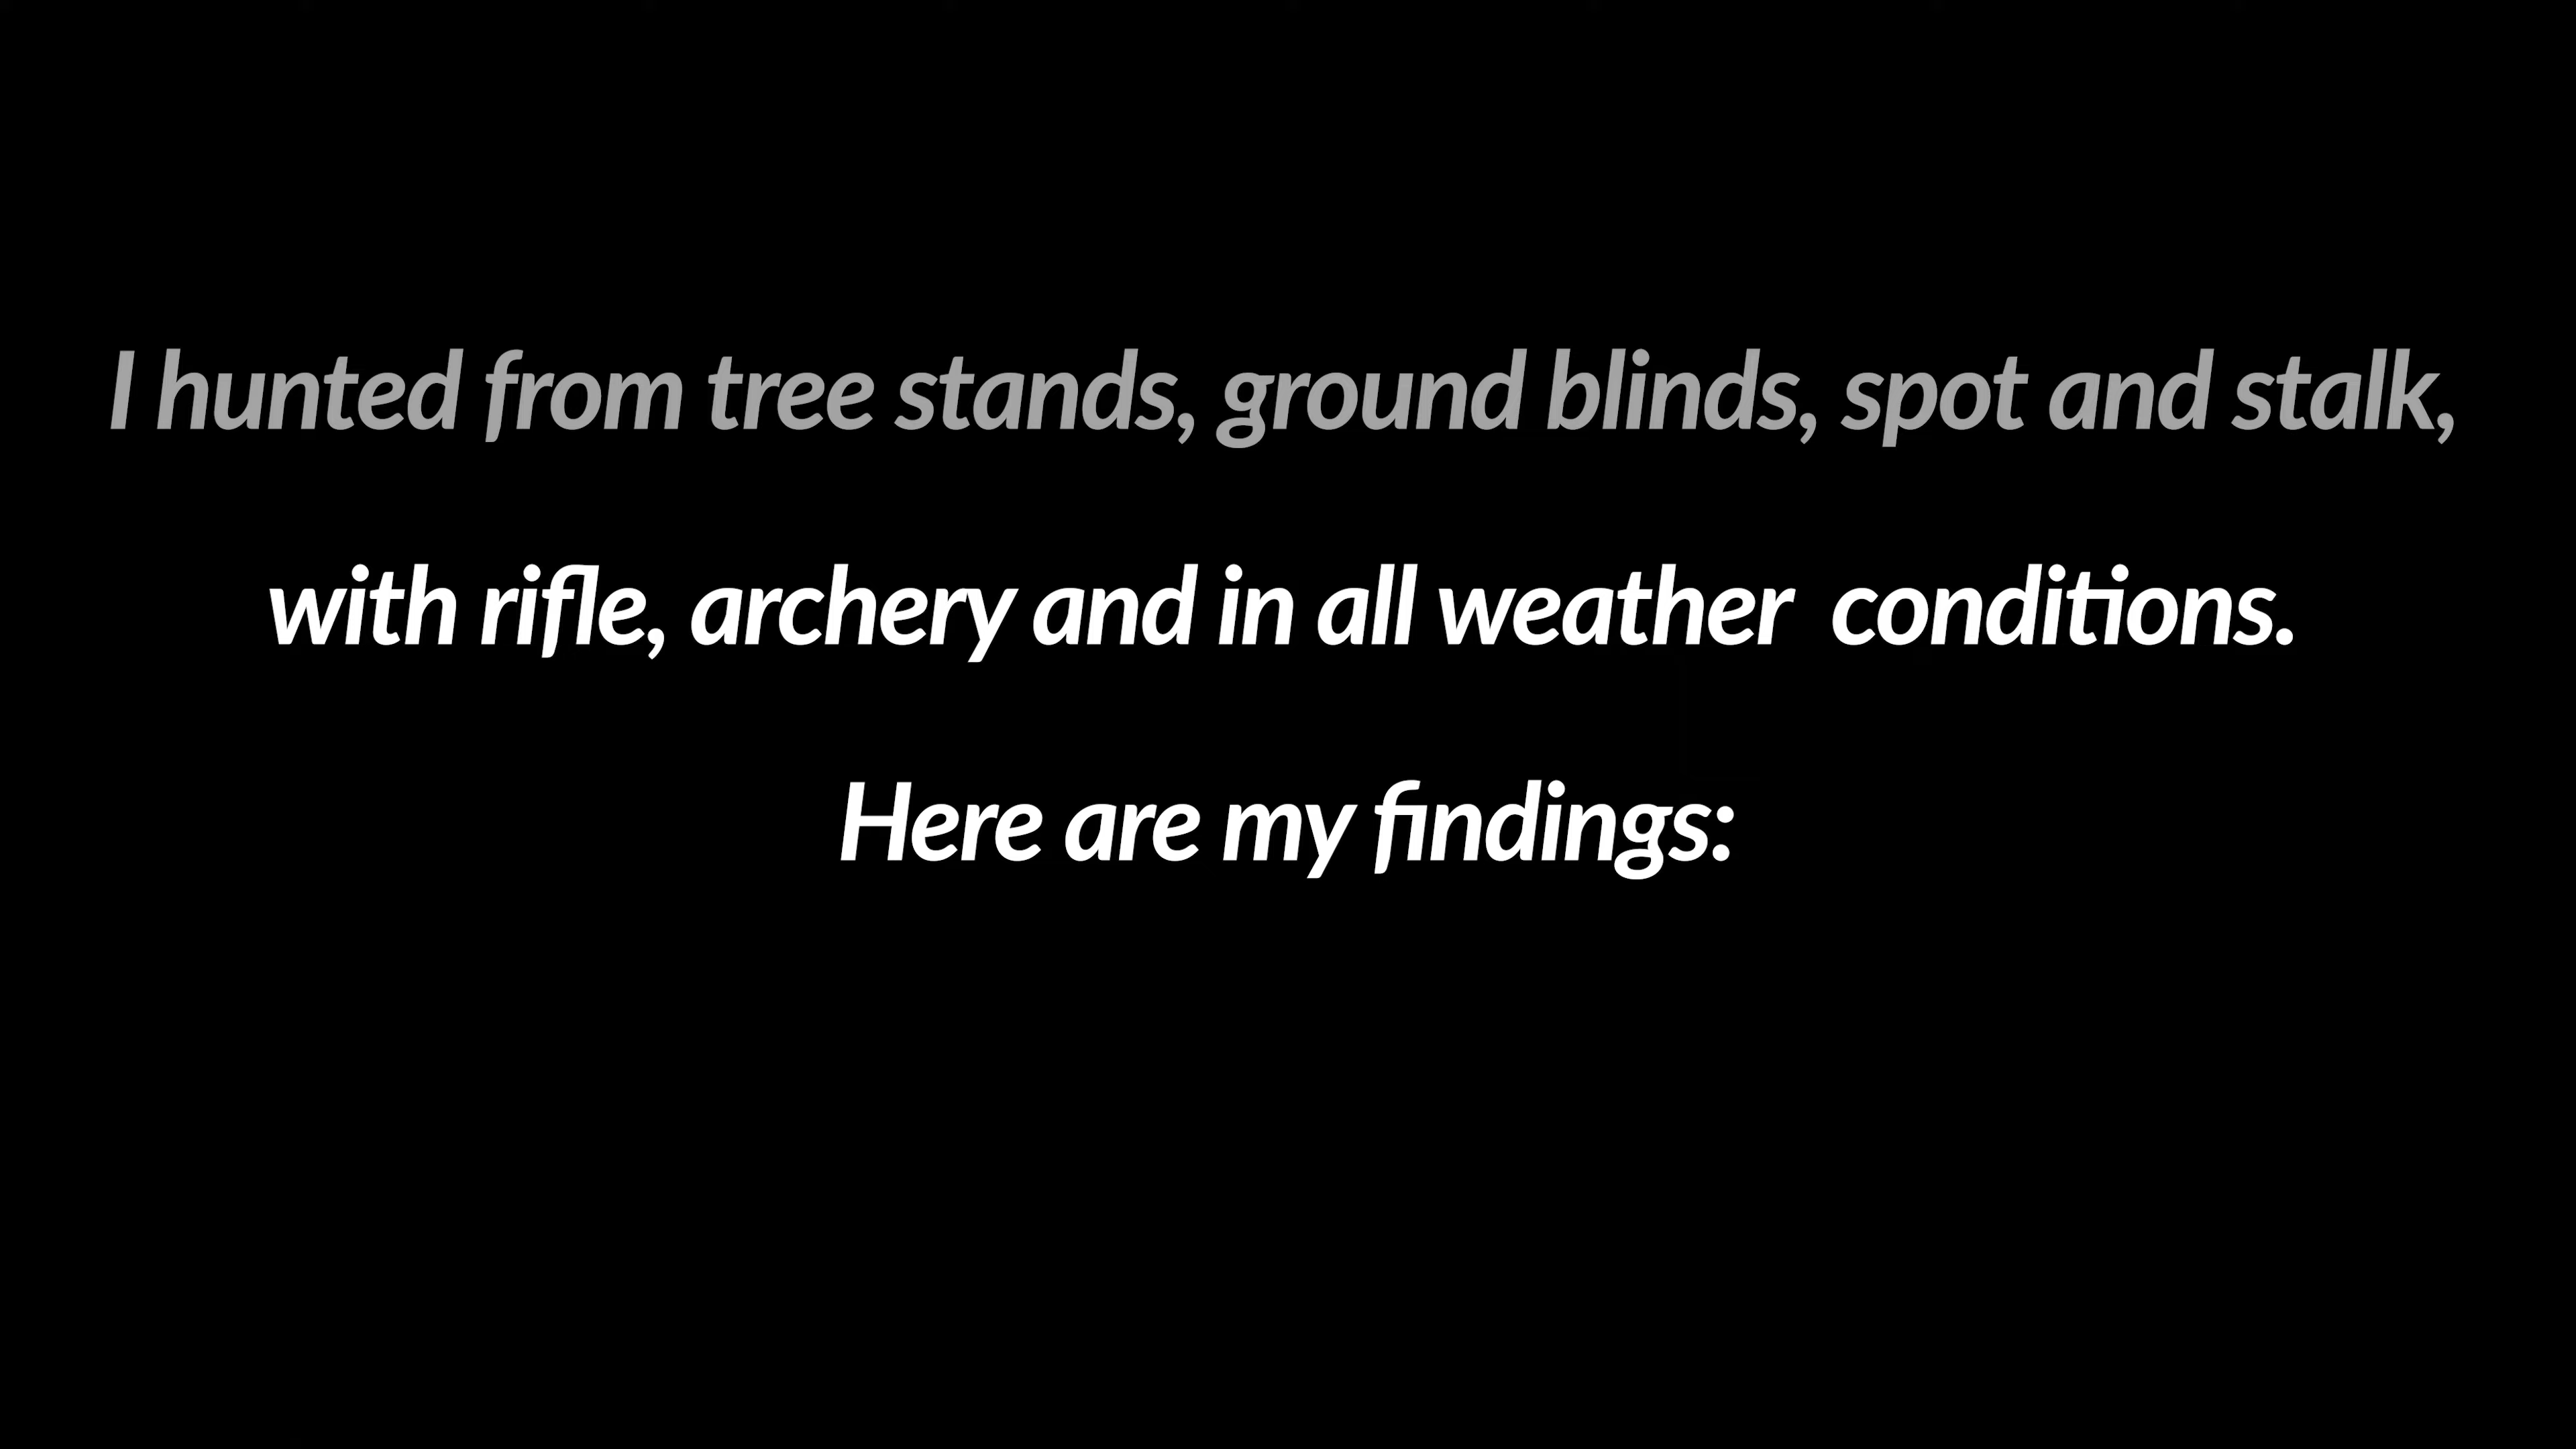 I hunted from tree stands, ground blinds, spot and stalk,
with rifle, archery and in all weather  conditions.
Here are my findings: